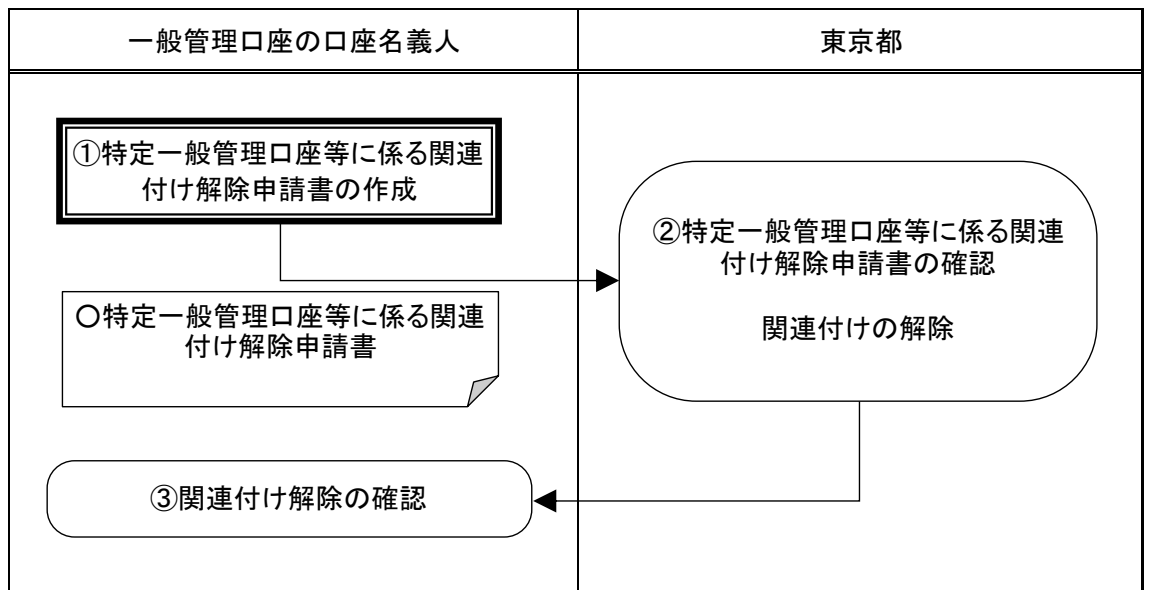 一般管理口座の口座名義人
東京都
①特定一般管理口座等に係る関連
付け解除申請書の作成
②特定一般管理口座等に係る関連
付け解除申請書の確認
関連付けの解除
〇特定一般管理口座等に係る関連
付け解除申請書
③関連付け解除の確認